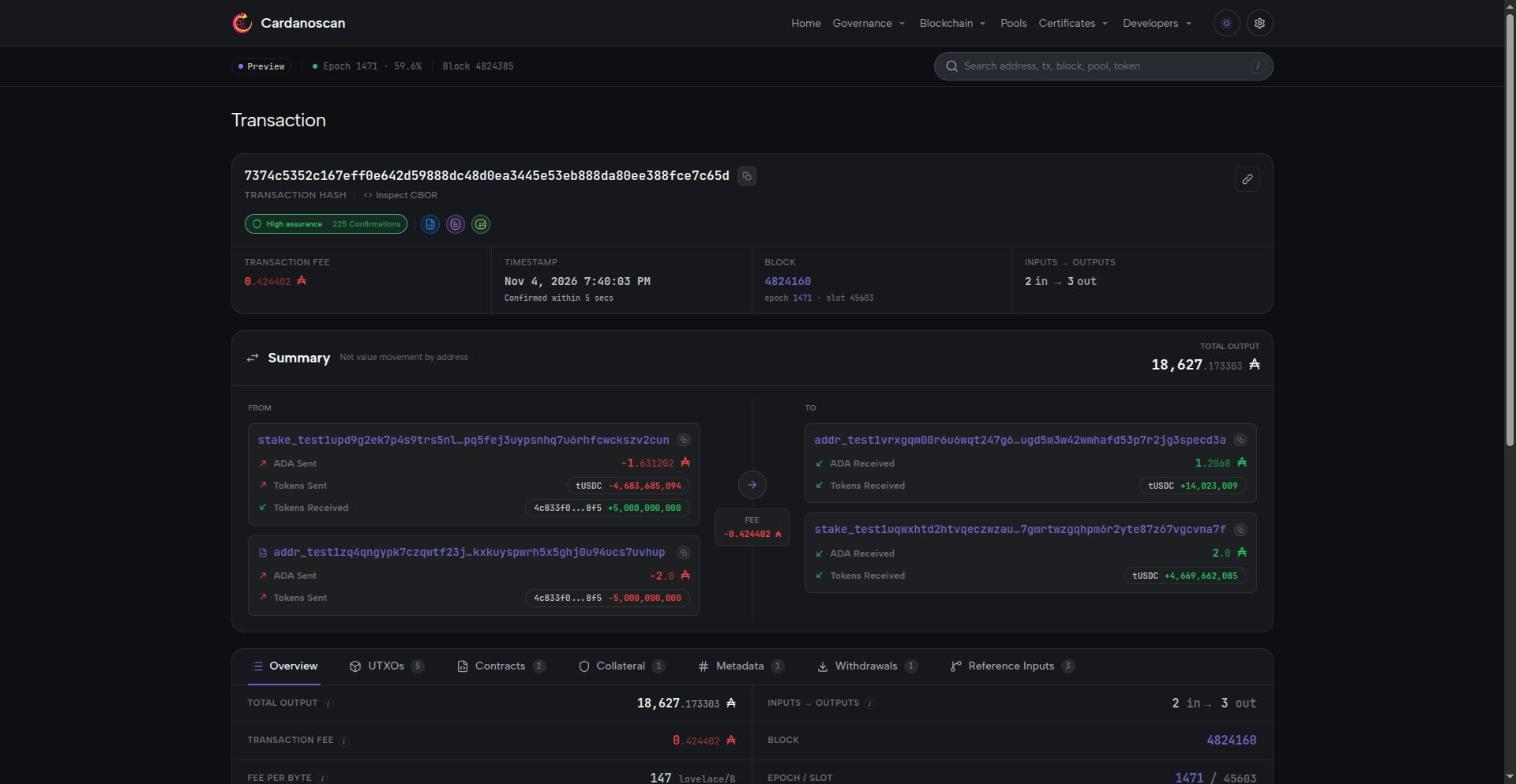 Cardanoscan
Home Governance Blockchain Pools Certificates Developers
Preview Epoch 1471 · 59.6% Block 4824385
Search address, tx, block, pool, token /
Transaction
7374c5352c167eff0e642d59888dc48d0ea3445e53eb888da80ee388fce7c65d
TRANSACTION HASH <> Inspect CBOR
High assurance · 225 Confirmations
TRANSACTION FEE TIMESTAMP BLOCK INPUTS → OUTPUTS
0.424402 ₳ Nov 4, 2026 7:40:03 PM 4824160 2 in → 3 out
Confirmed within 5 secs epoch 1471 · slot 45603
Summary Net value movement by address
TOTAL OUTPUT
18,627.173303 ₳
FROM
stake_test1upd9g2ek7p4s9trs5nl…pq5fej3uypsnhq7u6rhfcwckszv2cun
ADA Sent -1.631202 ₳
Tokens Sent tUSDC -4,683,685,094
Tokens Received 4c833f0...8f5 +5,000,000,000
addr_test1zq4qngypk7czqwtf23j…kxkuyspwrh5x5ghj0u94ucs7uvhup
ADA Sent -2.0 ₳
Tokens Sent 4c833f0...8f5 -5,000,000,000
FEE
-0.424402 ₳
TO
addr_test1vrxgqm00r6u6wqt247g6…ugd5m3w42wmhafd53p7r2jg3specd3a
ADA Received 1.2068 ₳
Tokens Received tUSDC +14,023,009
stake_test1uqwxhtd2htvqeczwzau…7gmrtwzgqhpm6r2yte87z67vgcvna7f
ADA Received 2.0 ₳
Tokens Received tUSDC +4,669,662,085
Overview UTXOs 5 Contracts 2 Collateral 1 Metadata 1 Withdrawals 1 Reference Inputs 3
TOTAL OUTPUT i 18,627.173303 ₳ INPUTS → OUTPUTS i 2 in → 3 out
TRANSACTION FEE i 0.424402 ₳ BLOCK 4824160
FEE PER BYTE i 147 lovelace/B EPOCH / SLOT 1471 / 45603